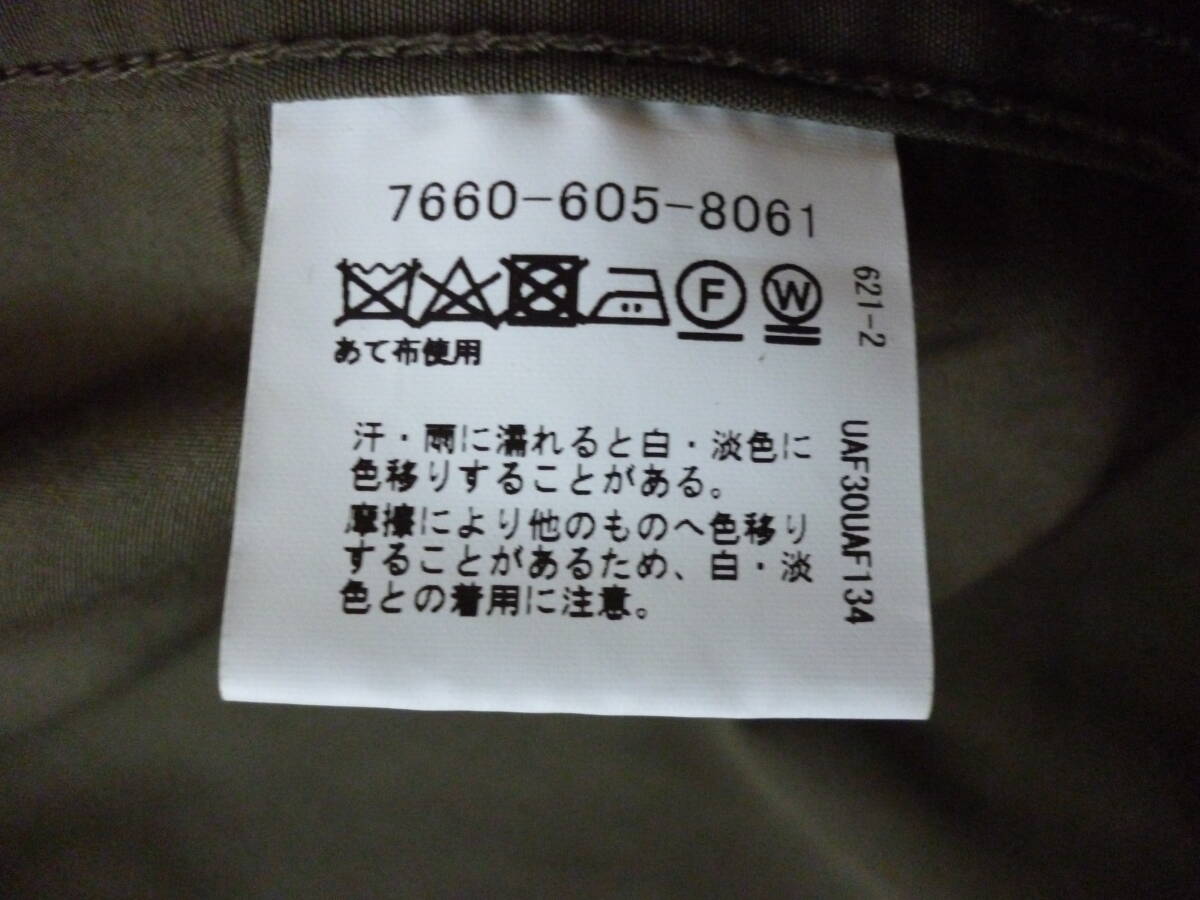 7660-605-8061
F W
あて布使用
汗・雨に濡れると白・淡色に
色移りすることがある。
摩擦により他のものへ色移り
することがあるため、白・淡
色との着用に注意。
621-2
UAF30UAF134